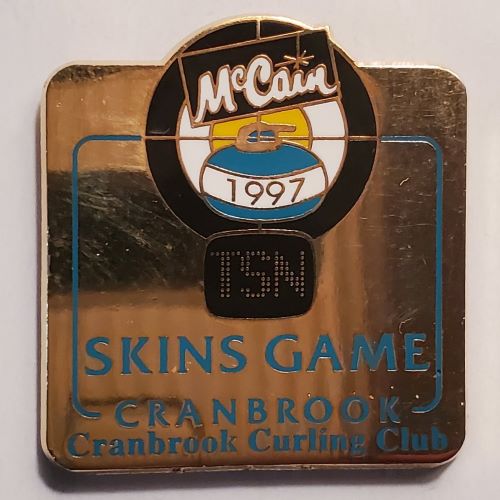 McCain
1997
TSN
SKINS GAME
CRANBROOK
Cranbrook Curling Club